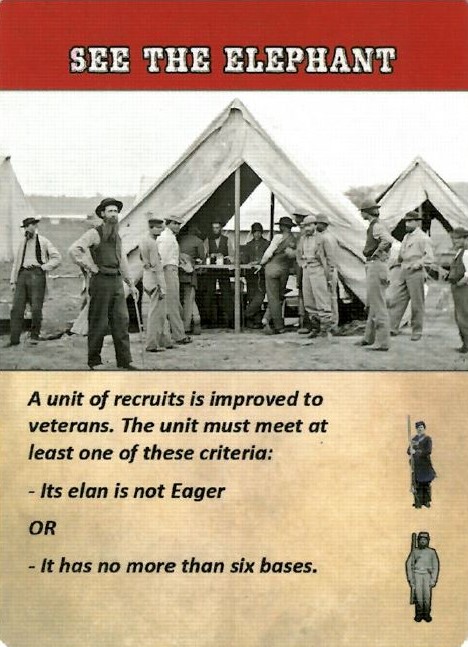 SEE THE ELEPHANT
A unit of recruits is improved to
veterans. The unit must meet at
least one of these criteria:
- Its elan is not Eager
OR
- It has no more than six bases.